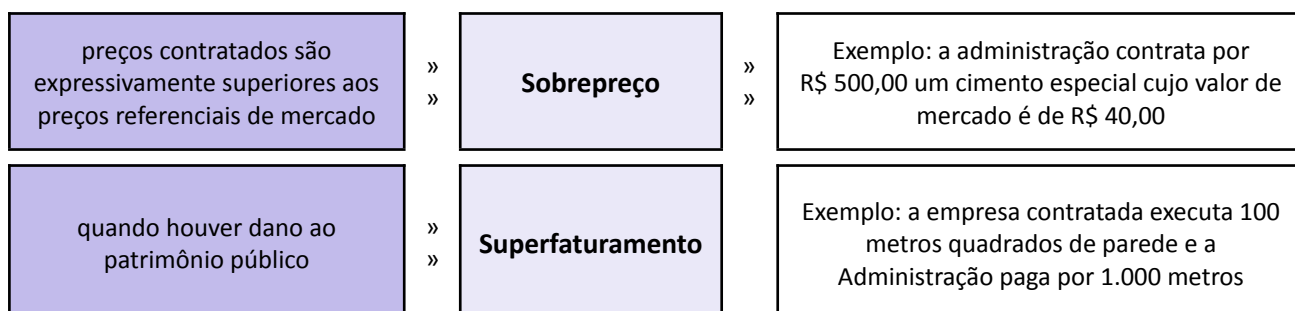 preços contratados são
expressivamente superiores aos
preços referenciais de mercado
»
»
Sobrepreço
»
»
Exemplo: a administração contrata por
R$ 500,00 um cimento especial cujo valor de
mercado é de R$ 40,00
quando houver dano ao
patrimônio público
»
»
Superfaturamento
Exemplo: a empresa contratada executa 100
metros quadrados de parede e a
Administração paga por 1.000 metros